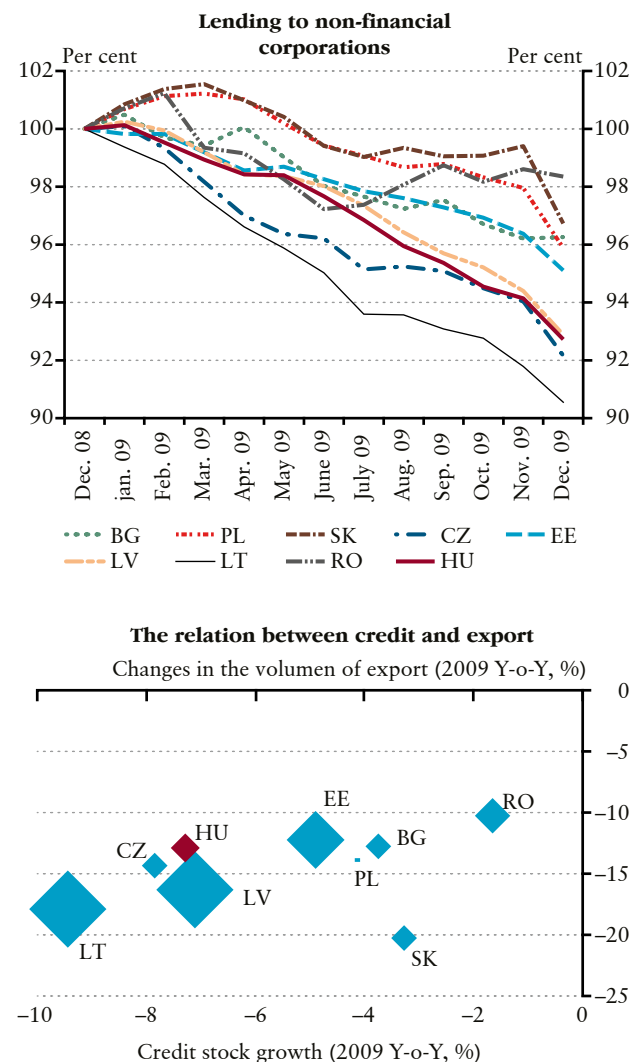 Lending to non-financial
corporations
Per cent Per cent
102 102
100 100
98 98
96 96
94 94
92 92
90 90
Dec. 08 jan. 09 Feb. 09 Mar. 09 Apr. 09 May 09 June 09 July 09 Aug. 09 Sep. 09 Oct. 09 Nov. 09 Dec. 09
BG PL SK CZ EE
LV LT RO HU
The relation between credit and export
Changes in the volumen of export (2009 Y-o-Y, %)
0
−5
EE
RO
−10
HU
BG
CZ
PL
−15
LV
−20
LT
SK
−25
−10 −8 −6 −4 −2 0
Credit stock growth (2009 Y-o-Y, %)